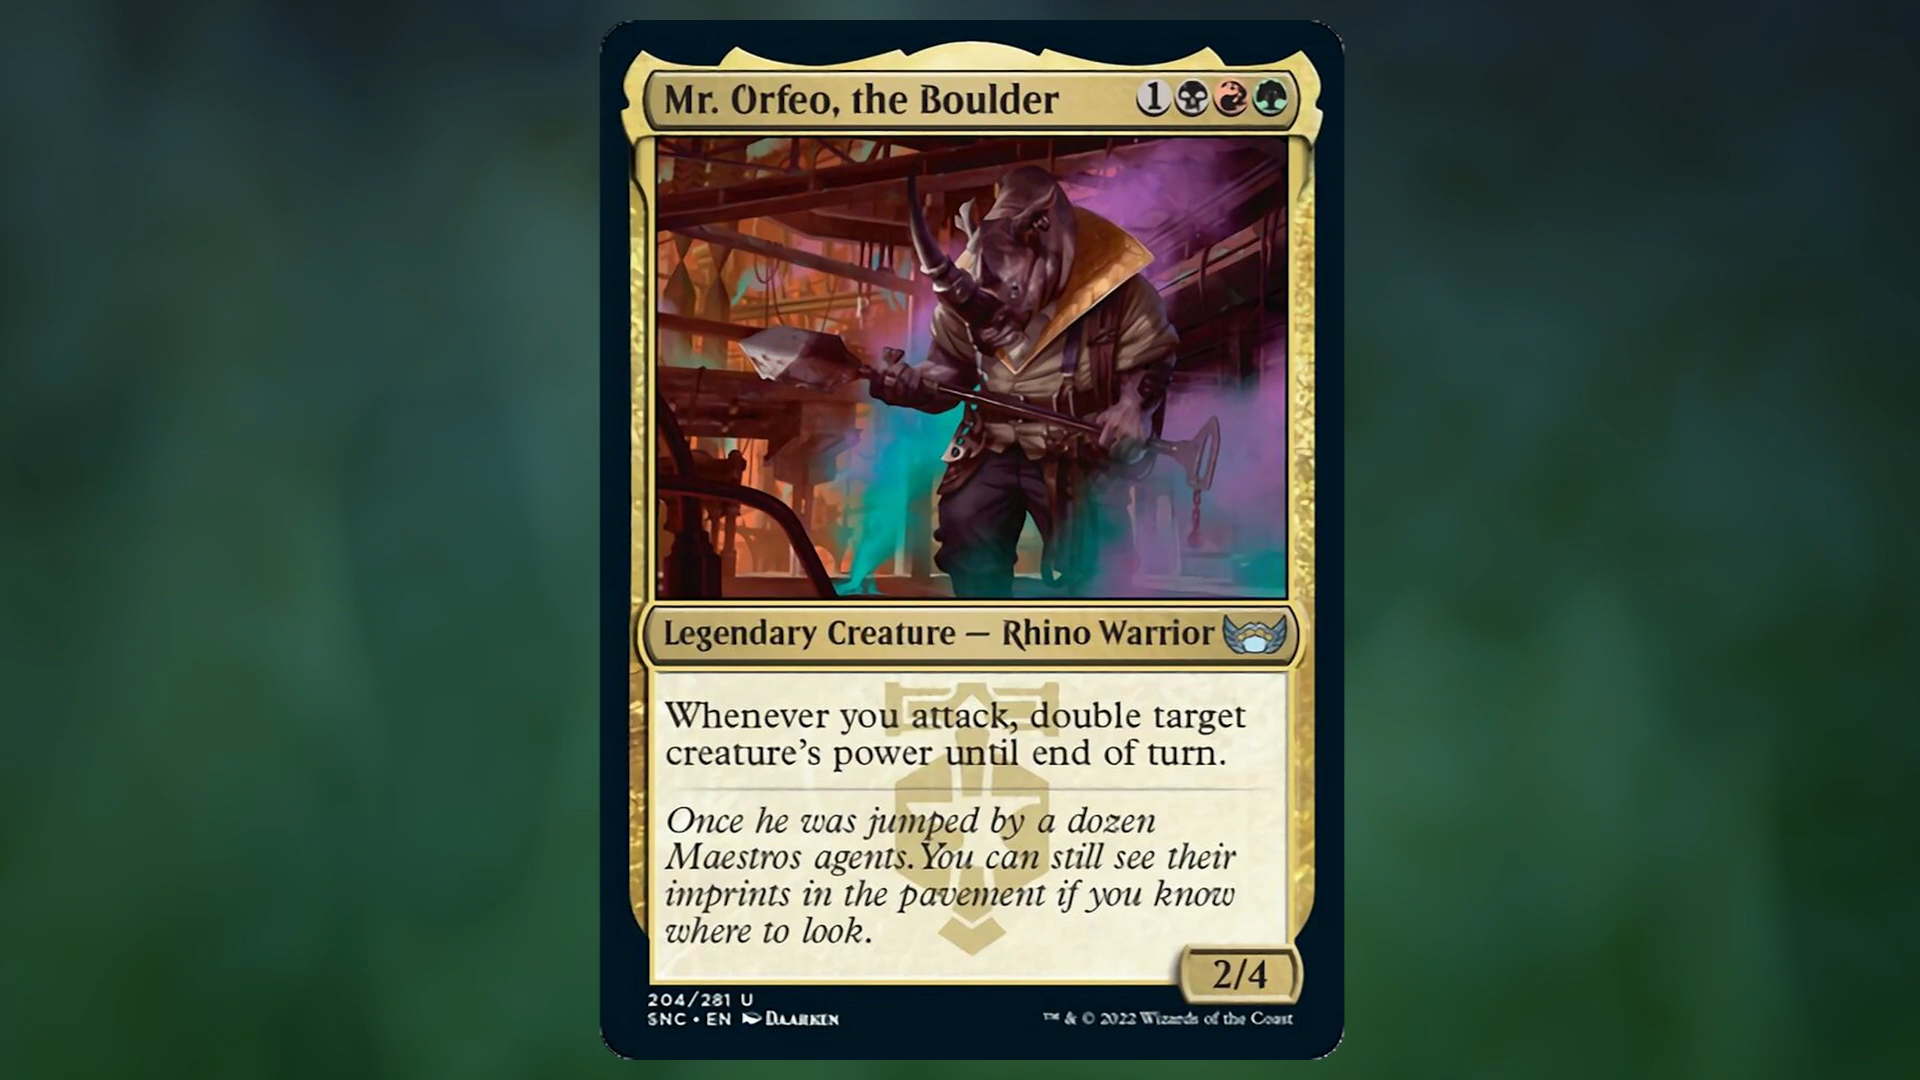 Mr. Orfeo, the Boulder 1
Legendary Creature — Rhino Warrior
Whenever you attack, double target
creature's power until end of turn.
Once he was jumped by a dozen
Maestros agents. You can still see their
imprints in the pavement if you know
where to look.
2/4
204/281 U
SNC • EN Daarken
™ & © 2022 Wizards of the Coast